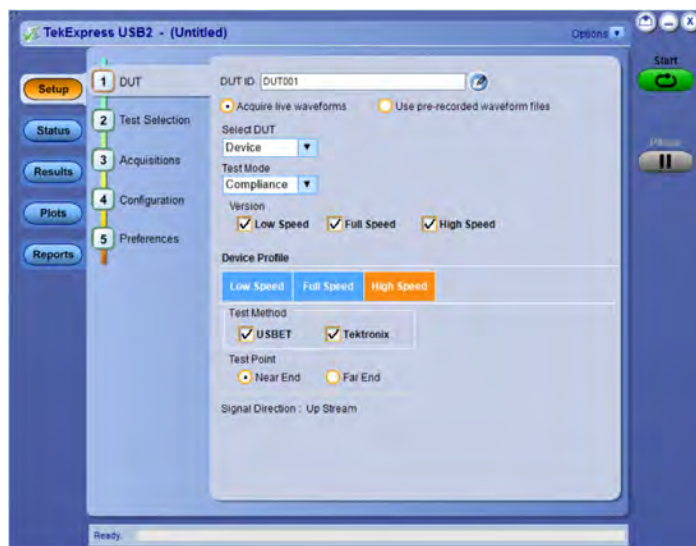 TekExpress USB2 - (Untitled)
Options
Start
Pause
Setup
Status
Results
Plots
Reports
1 DUT
2 Test Selection
3 Acquisitions
4 Configuration
5 Preferences
DUT ID DUT001
Acquire live waveforms Use pre-recorded waveform files
Select DUT
Device
Test Mode
Compliance
Version
Low Speed Full Speed High Speed
Device Profile
Low Speed Full Speed High Speed
Test Method
USBET Tektronix
Test Point
Near End Far End
Signal Direction : Up Stream
Ready.